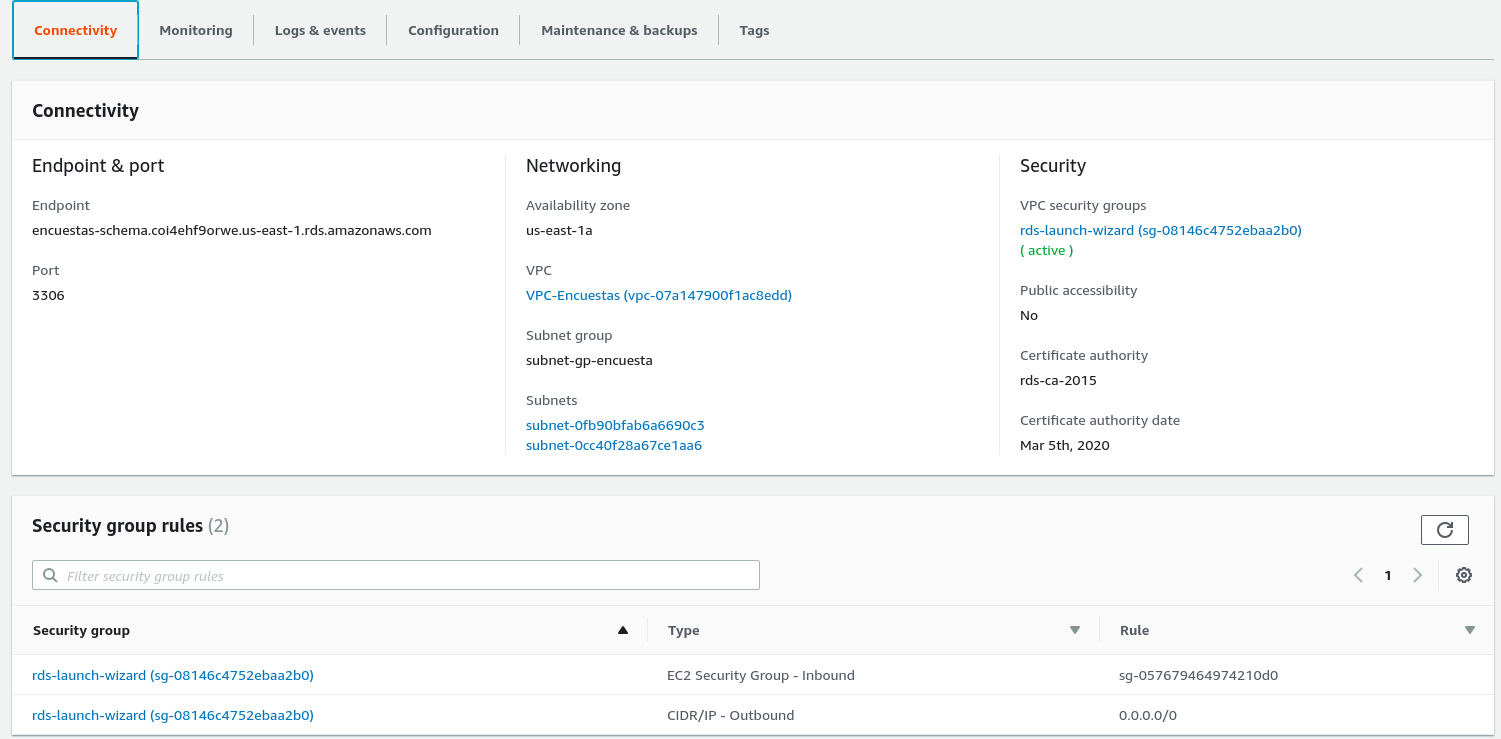 Connectivity
Monitoring
Logs & events
Configuration
Maintenance & backups
Tags
Connectivity
Endpoint & port
Endpoint
encuestas-schema.coi4ehf9orwe.us-east-1.rds.amazonaws.com
Port
3306
Networking
Availability zone
us-east-1a
VPC
VPC-Encuestas (vpc-07a147900f1ac8edd)
Subnet group
subnet-gp-encuesta
Subnets
subnet-0fb90bfab6a6690c3
subnet-0cc40f28a67ce1aa6
Security
VPC security groups
rds-launch-wizard (sg-08146c4752ebaa2b0)
( active )
Public accessibility
No
Certificate authority
rds-ca-2015
Certificate authority date
Mar 5th, 2020
Security group rules (2)
Filter security group rules
1
Security group
Type
Rule
rds-launch-wizard (sg-08146c4752ebaa2b0)
EC2 Security Group - Inbound
sg-057679464974210d0
rds-launch-wizard (sg-08146c4752ebaa2b0)
CIDR/IP - Outbound
0.0.0.0/0